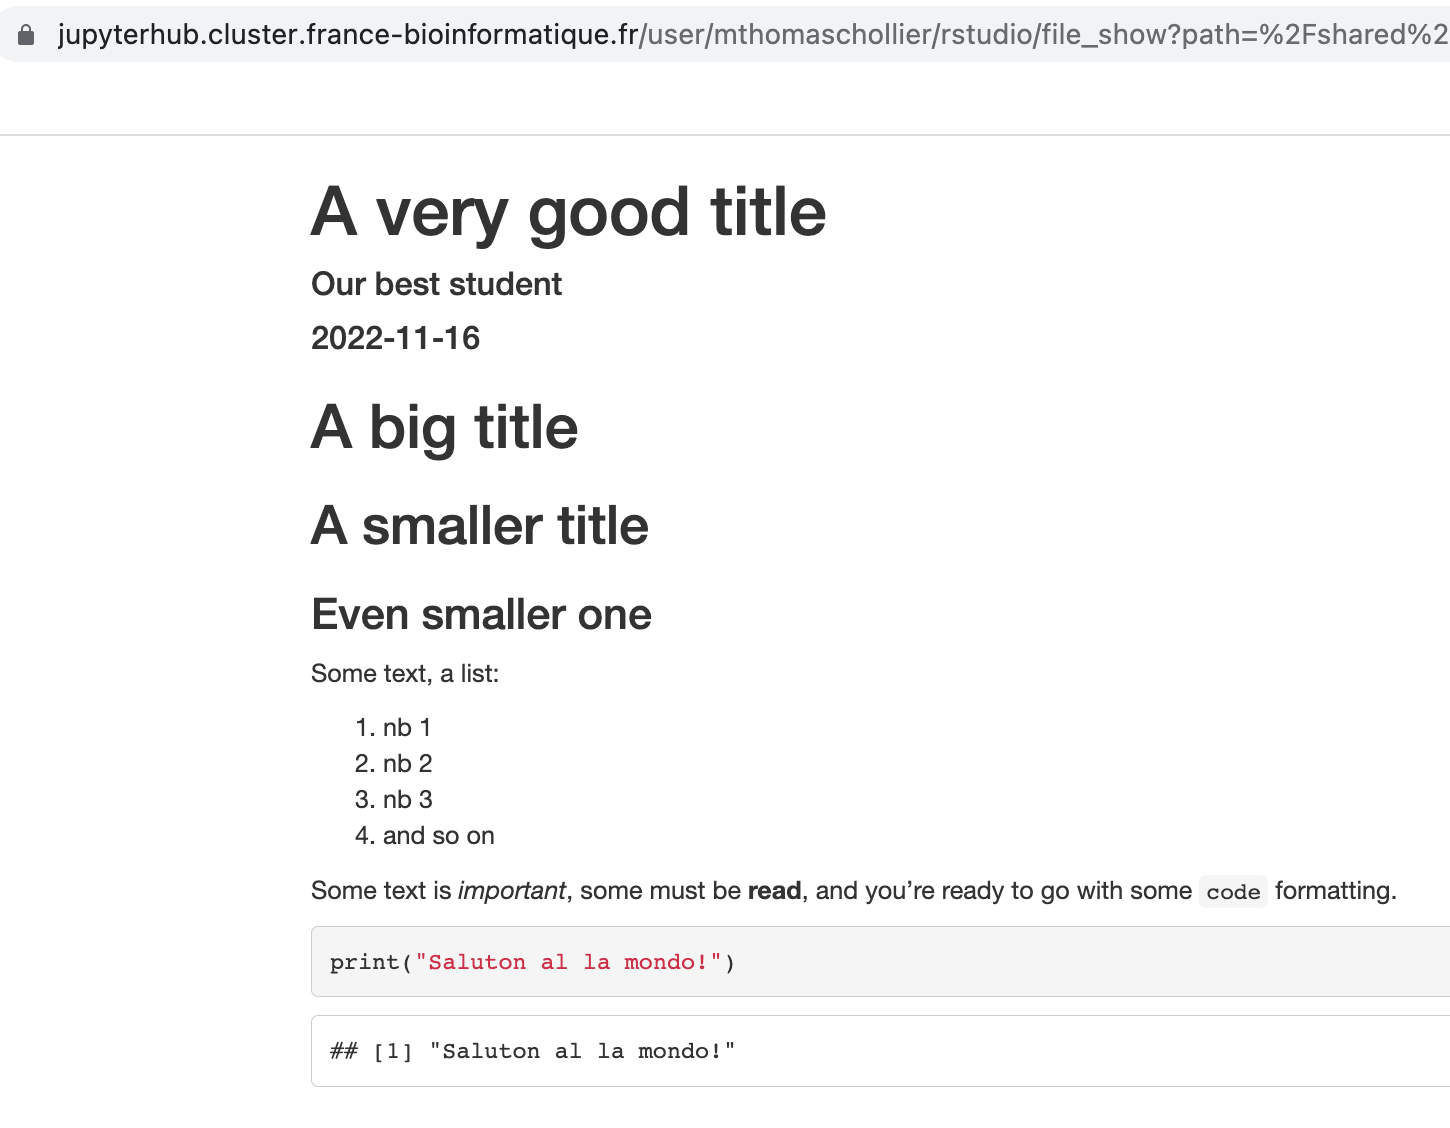 jupyterhub.cluster.france-bioinformatique.fr/user/mthomaschollier/rstudio/file_show?path=%2Fshared%2
A very good title
Our best student
2022-11-16
A big title
A smaller title
Even smaller one
Some text, a list:
1. nb 1
2. nb 2
3. nb 3
4. and so on
Some text is important, some must be read, and you’re ready to go with some code formatting.
print("Saluton al la mondo!")
## [1] "Saluton al la mondo!"